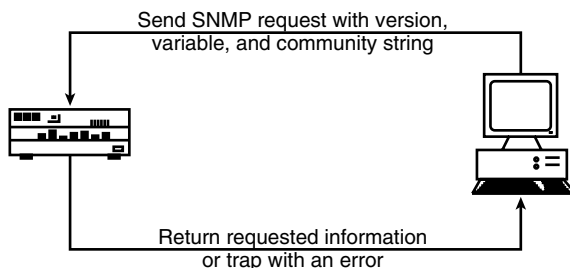 Send SNMP request with version,
variable, and community string
Return requested information
or trap with an error